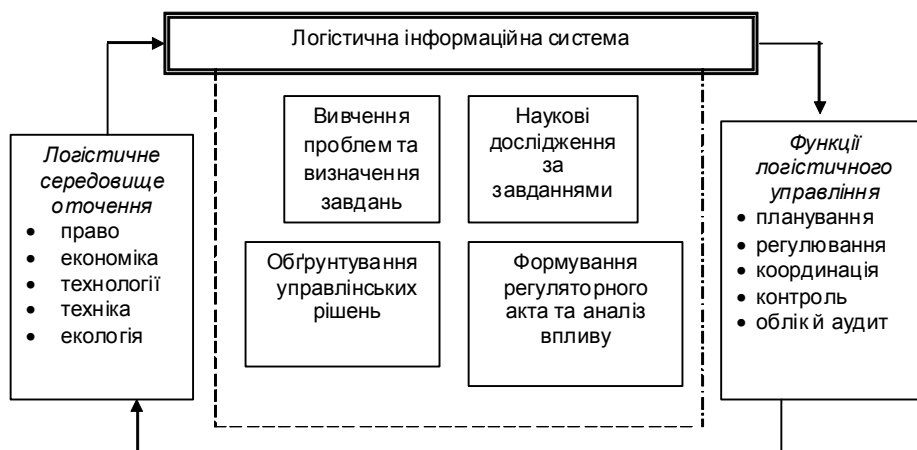 Логістична інформаційна система
Логістичне
середовище
оточення
• право
• економіка
• технології
• техніка
• екологія
Вивчення
проблем та
визначення
завдань
Наукові
дослідження
за
завданнями
Обґрунтування
управлінських
рішень
Формування
регуляторного
акта та аналіз
впливу
Функції
логістичного
управління
• планування
• регулювання
• координація
• контроль
• облік й аудит